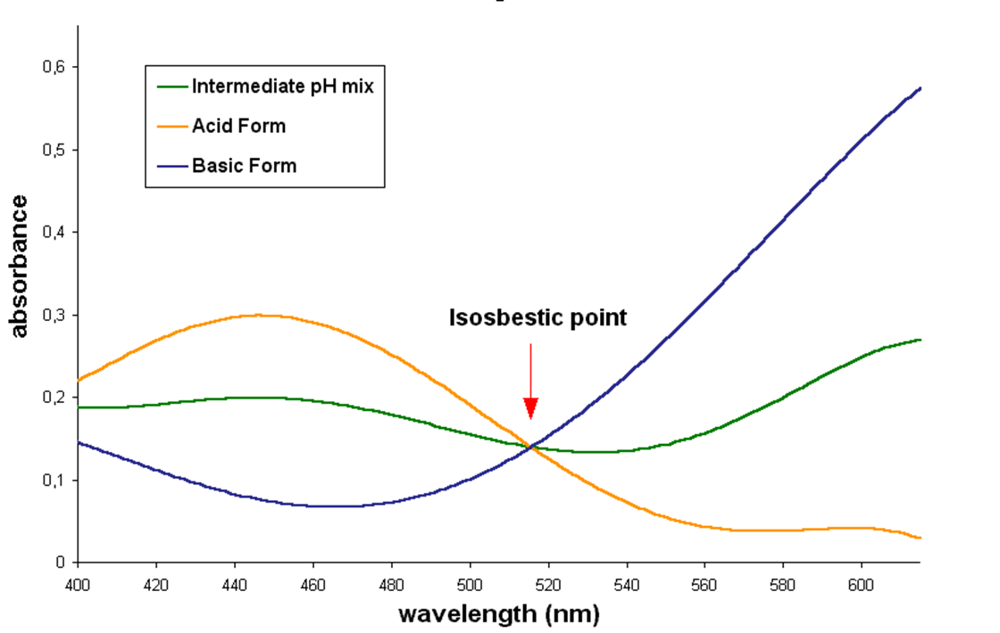 0,6
0,5
0,4
0,3
0,2
0,1
0
absorbance
Intermediate pH mix
Acid Form
Basic Form
Isosbestic point
400 420 440 460 480 500 520 540 560 580 600
wavelength (nm)